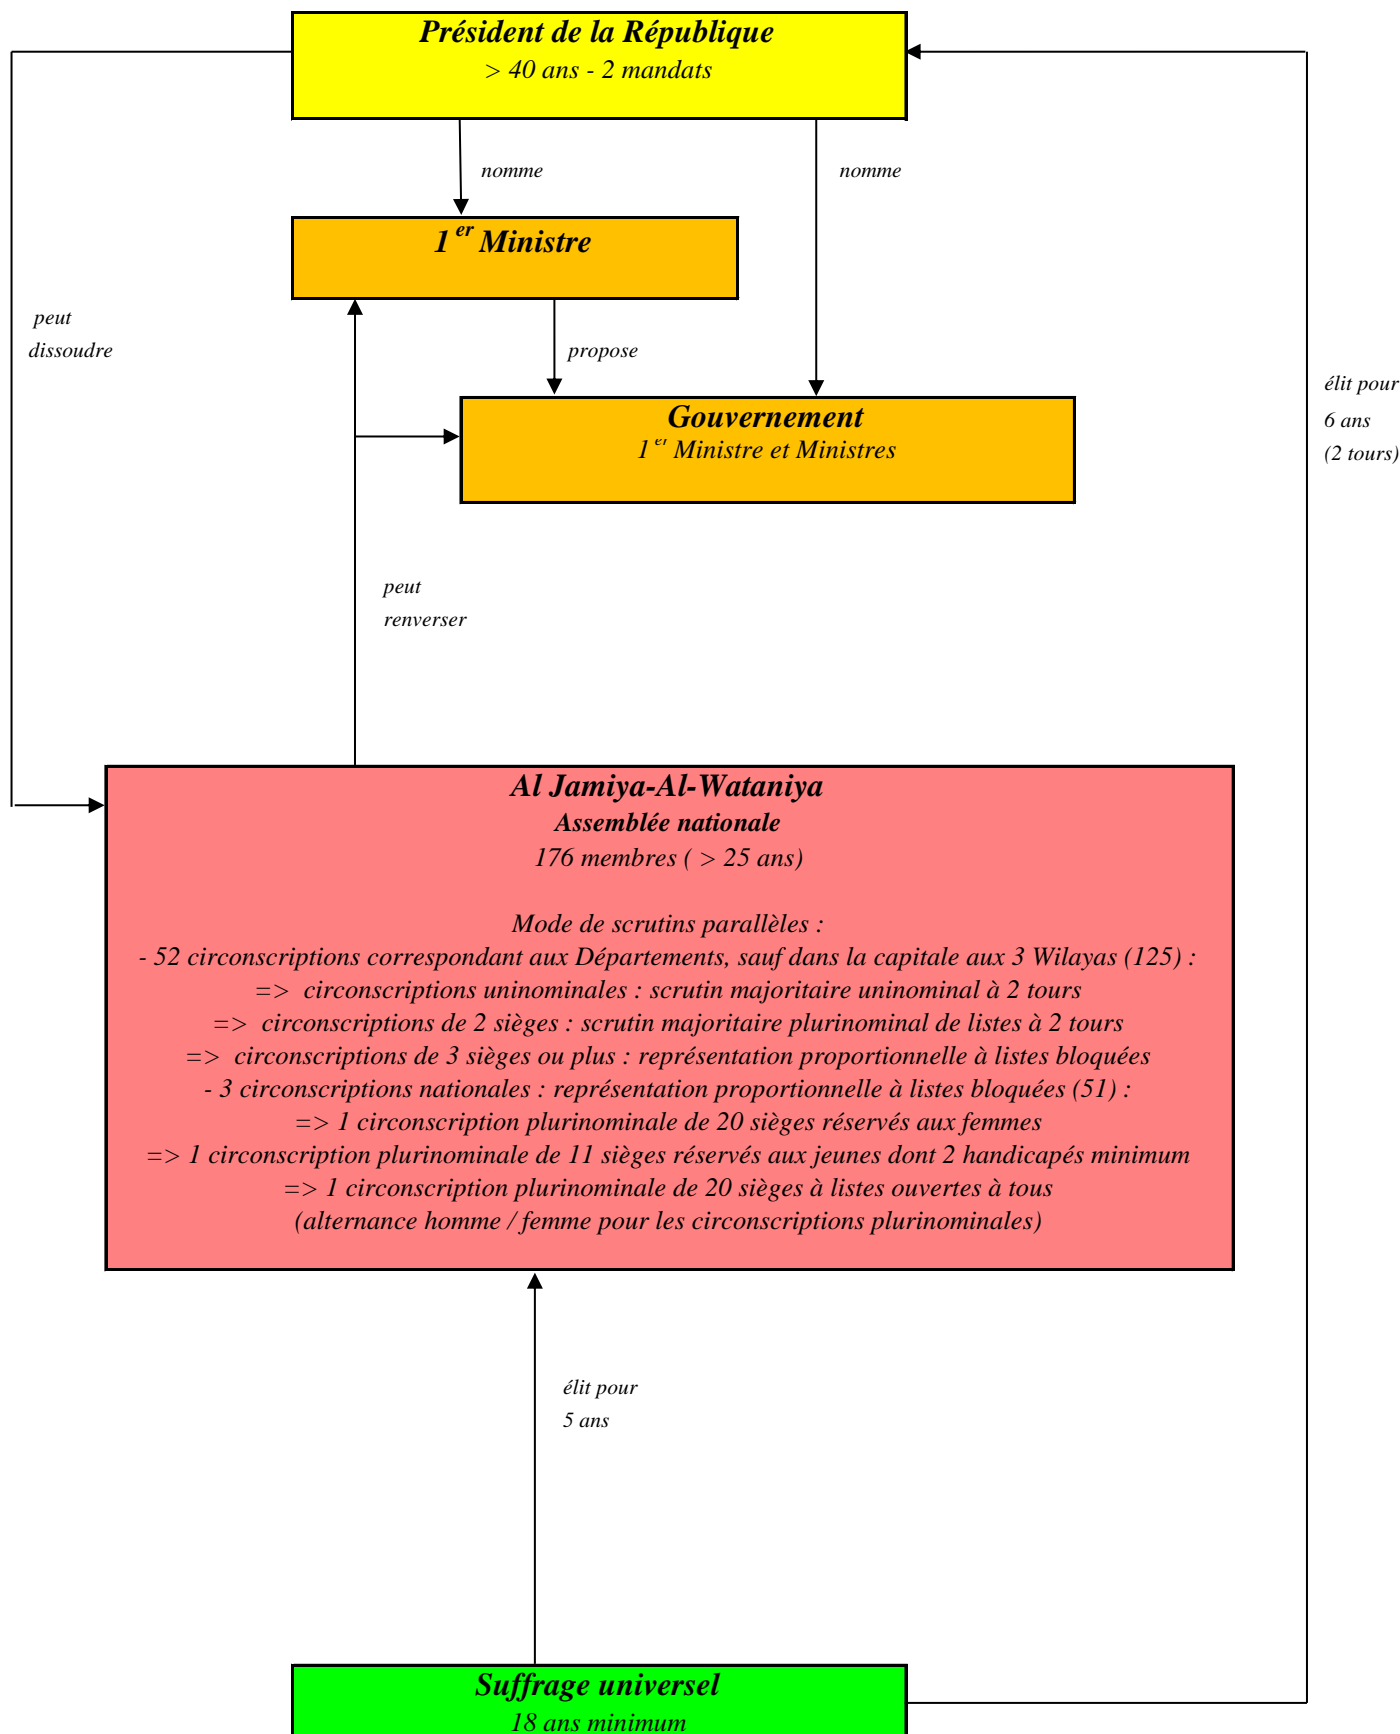 Président de la République
> 40 ans - 2 mandats
nomme
nomme
1er Ministre
peut
dissoudre
propose
élit pour
6 ans
(2 tours)
Gouvernement
1er Ministre et Ministres
peut
renverser
Al Jamiya-Al-Wataniya
Assemblée nationale
176 membres ( > 25 ans)
Mode de scrutins parallèles :
- 52 circonscriptions correspondant aux Départements, sauf dans la capitale aux 3 Wilayas (125) :
=> circonscriptions uninominales : scrutin majoritaire uninominal à 2 tours
=> circonscriptions de 2 sièges : scrutin majoritaire plurinominal de listes à 2 tours
=> circonscriptions de 3 sièges ou plus : représentation proportionnelle à listes bloquées
- 3 circonscriptions nationales : représentation proportionnelle à listes bloquées (51) :
=> 1 circonscription plurinominale de 20 sièges réservés aux femmes
=> 1 circonscription plurinominale de 11 sièges réservés aux jeunes dont 2 handicapés minimum
=> 1 circonscription plurinominale de 20 sièges à listes ouvertes à tous
(alternance homme / femme pour les circonscriptions plurinominales)
élit pour
5 ans
Suffrage universel
18 ans minimum